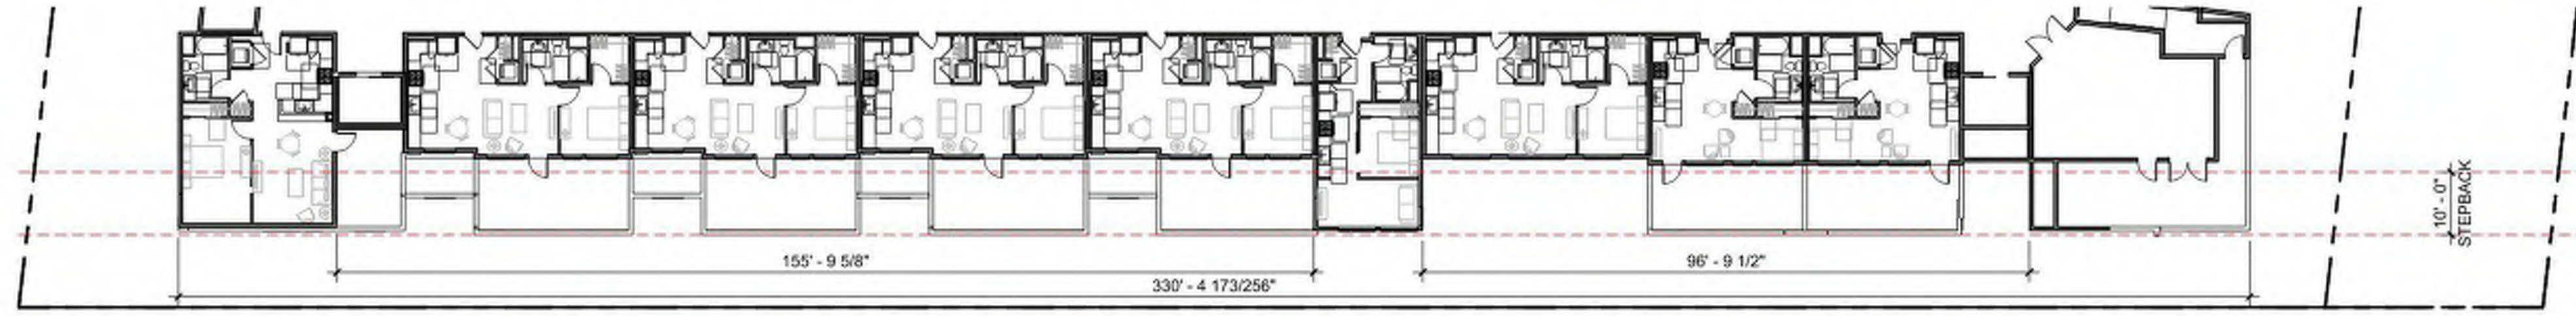 155' - 9 5/8"
96' - 9 1/2"
330' - 4 173/256"
10' - 0"
STEPBACK